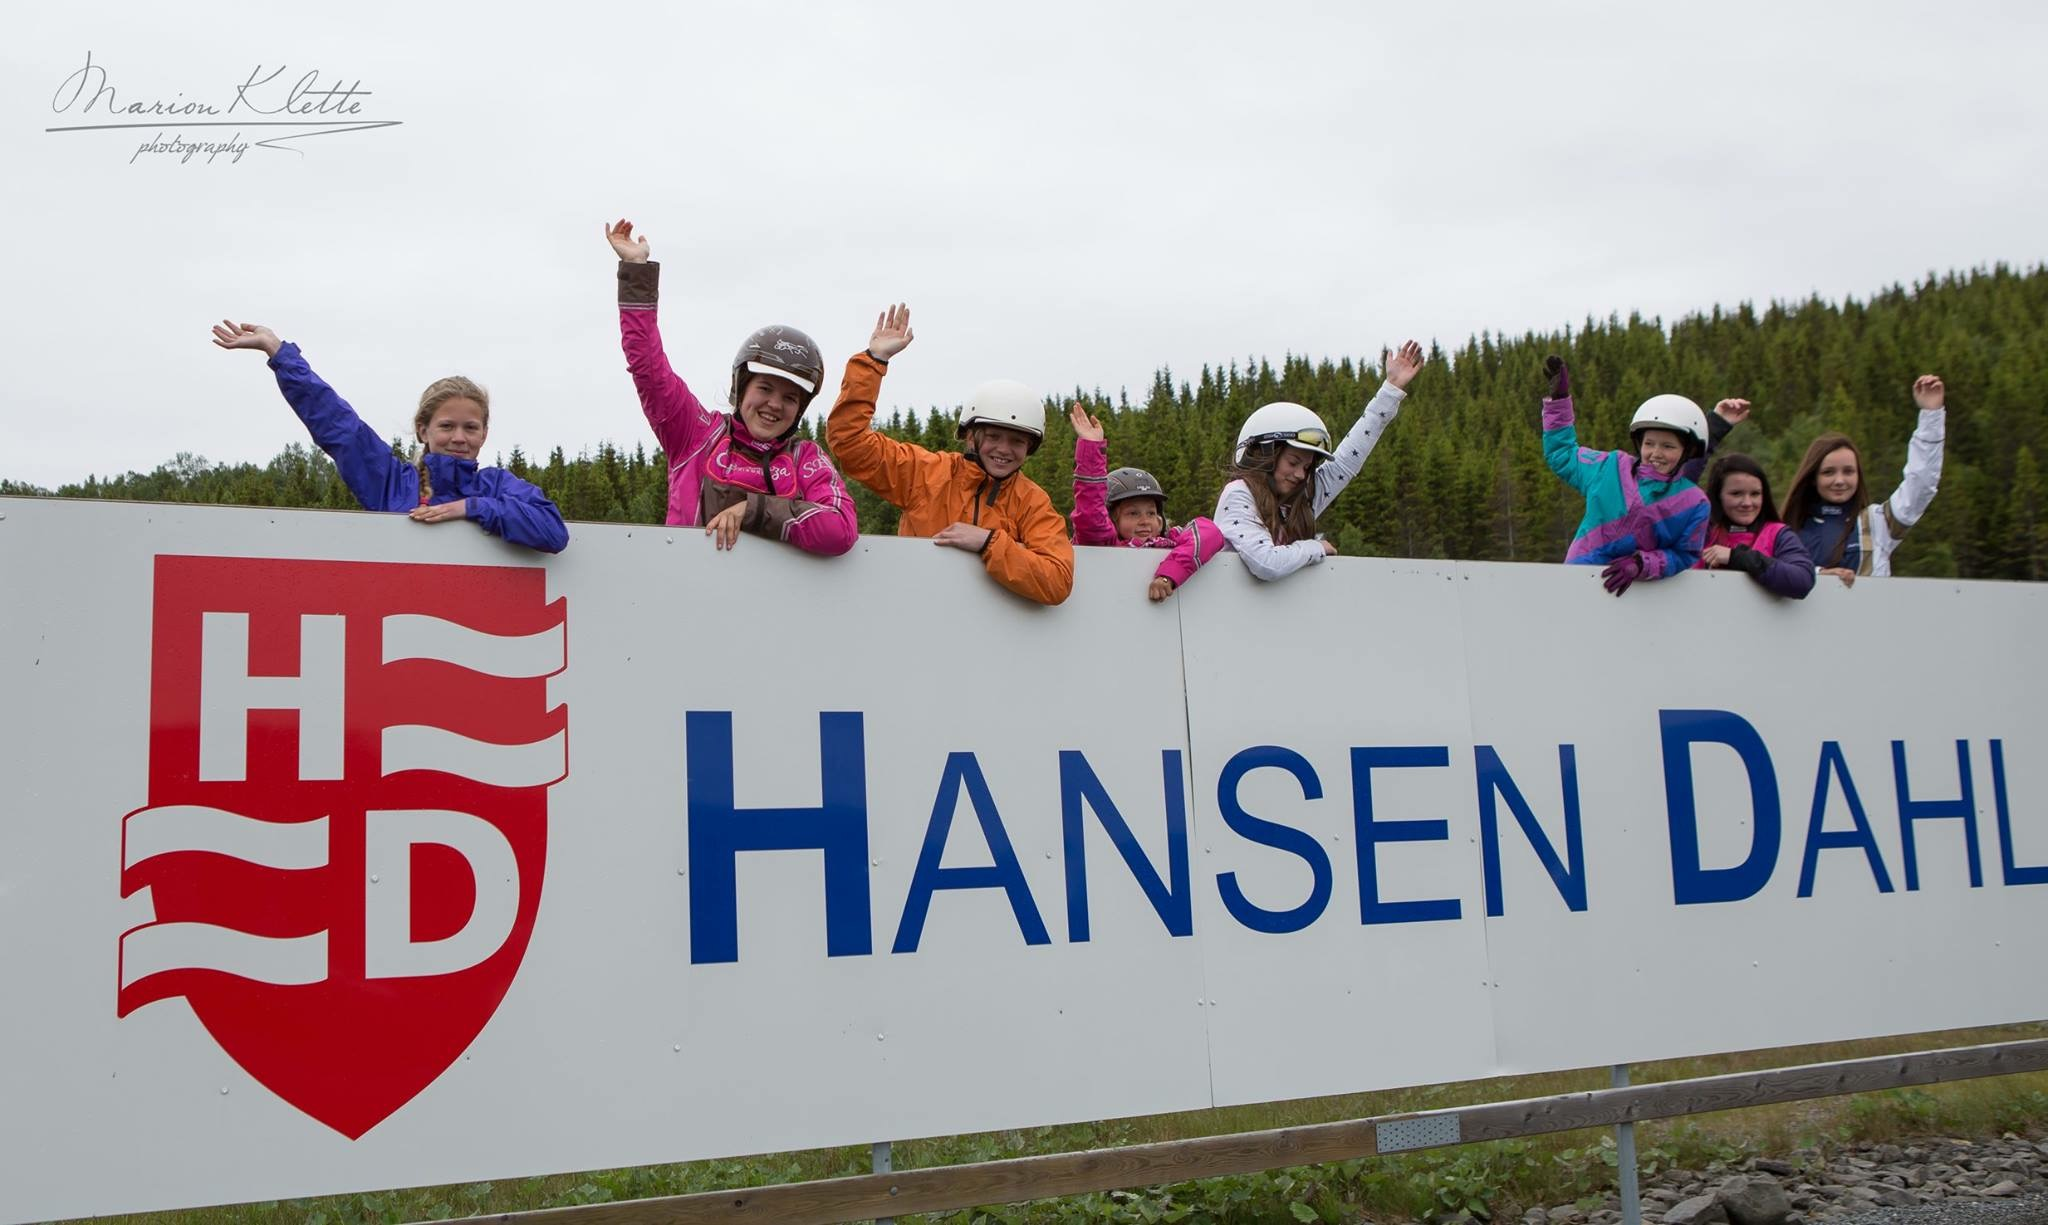 Marion Klette
photography
H
D
HANSEN DAHL